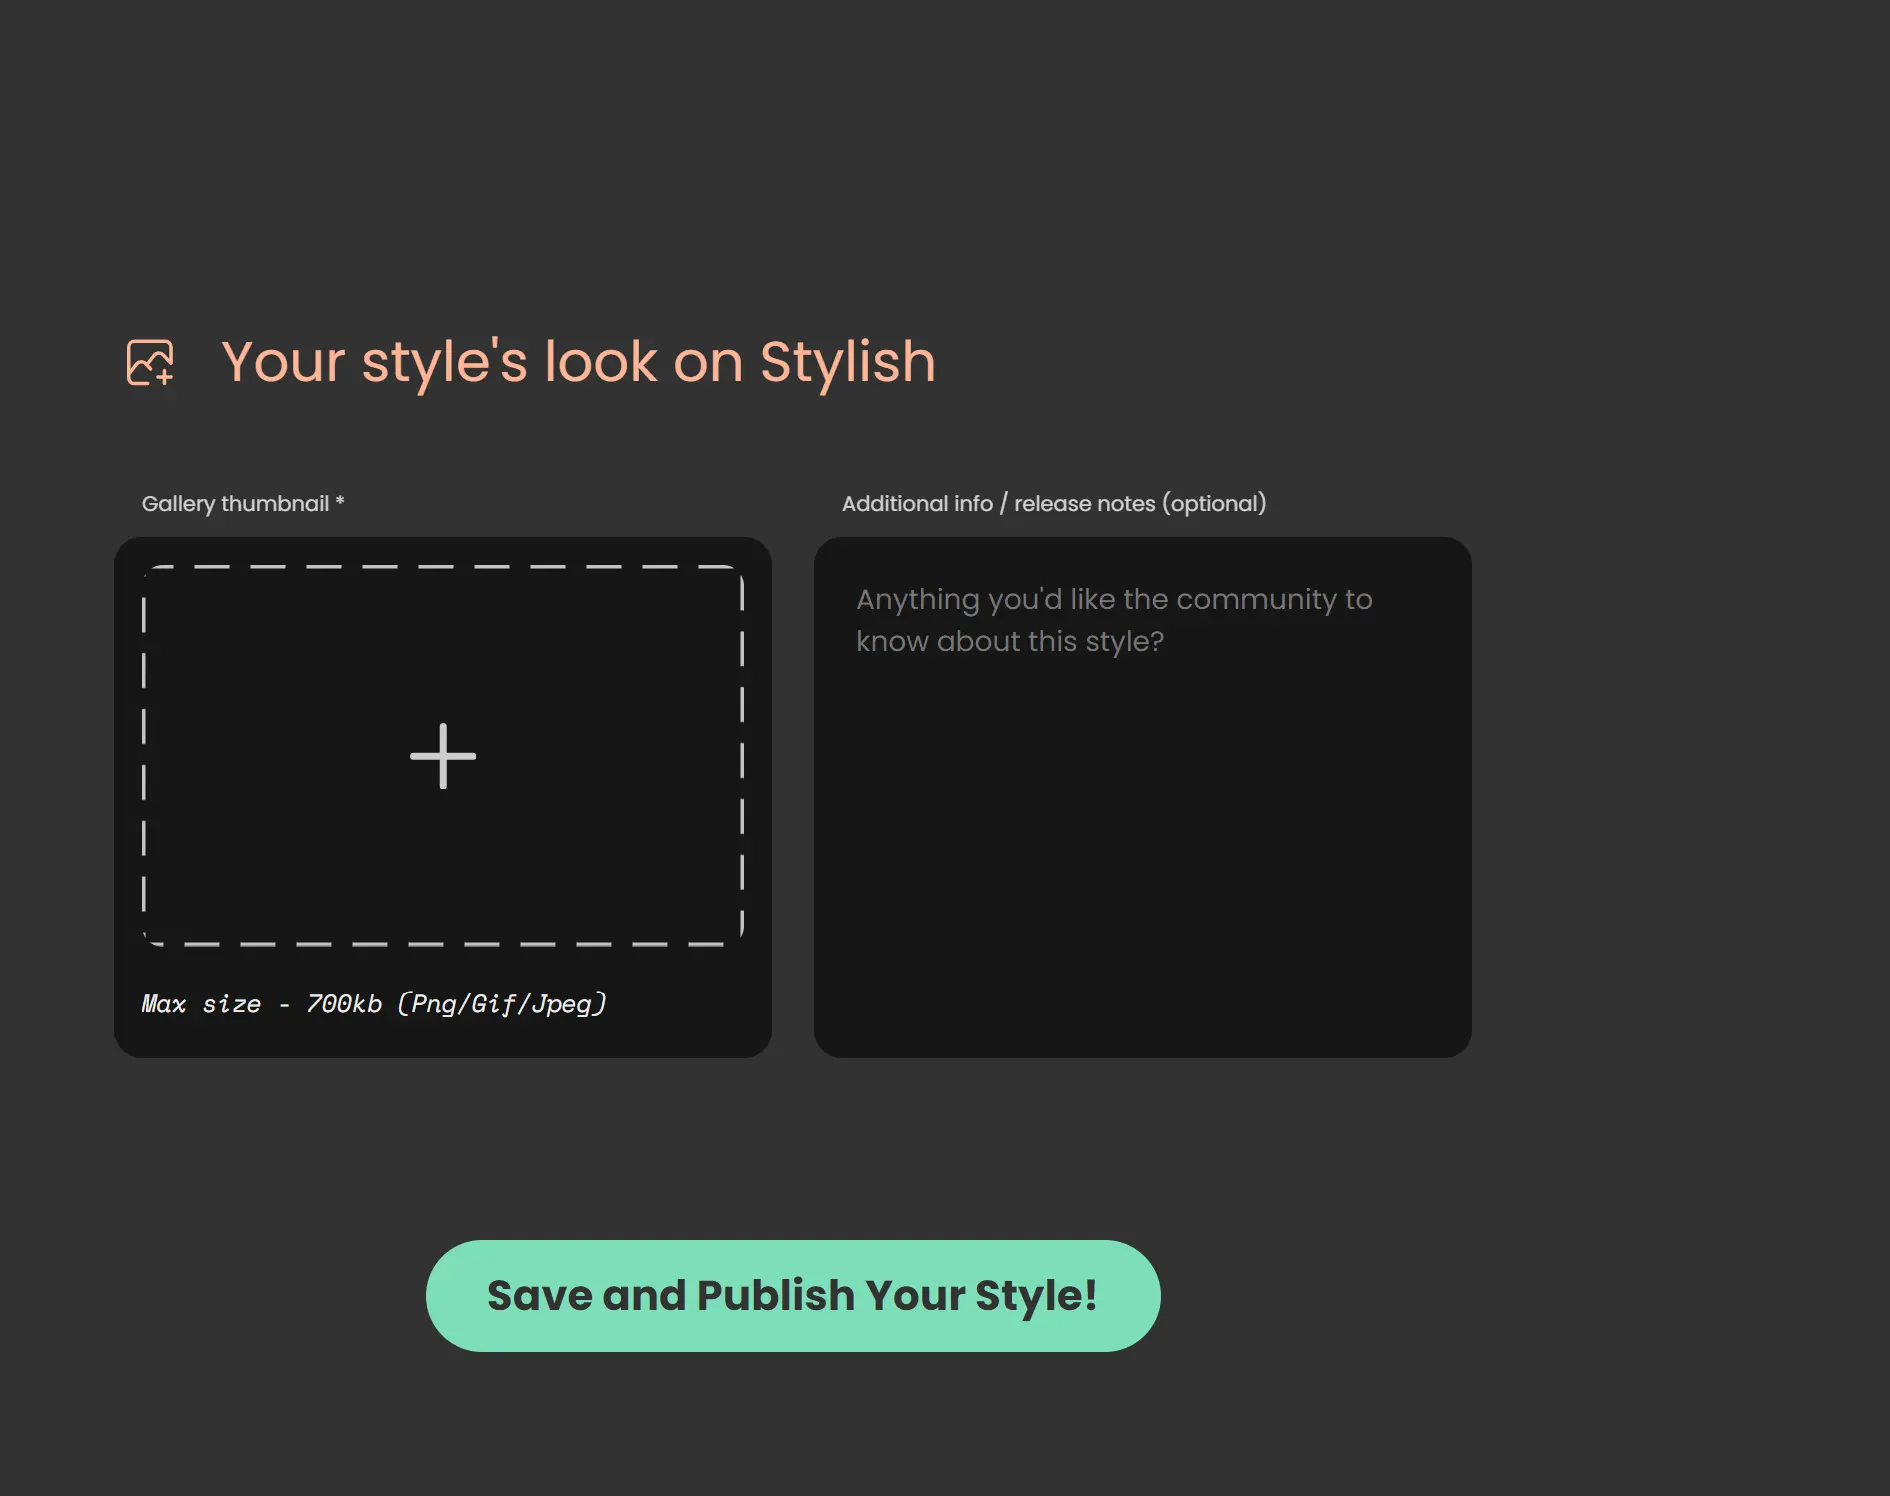 Your style's look on Stylish
Gallery thumbnail *
Max size - 700kb (Png/Gif/Jpeg)
Additional info / release notes (optional)
Anything you'd like the community to
know about this style?
Save and Publish Your Style!